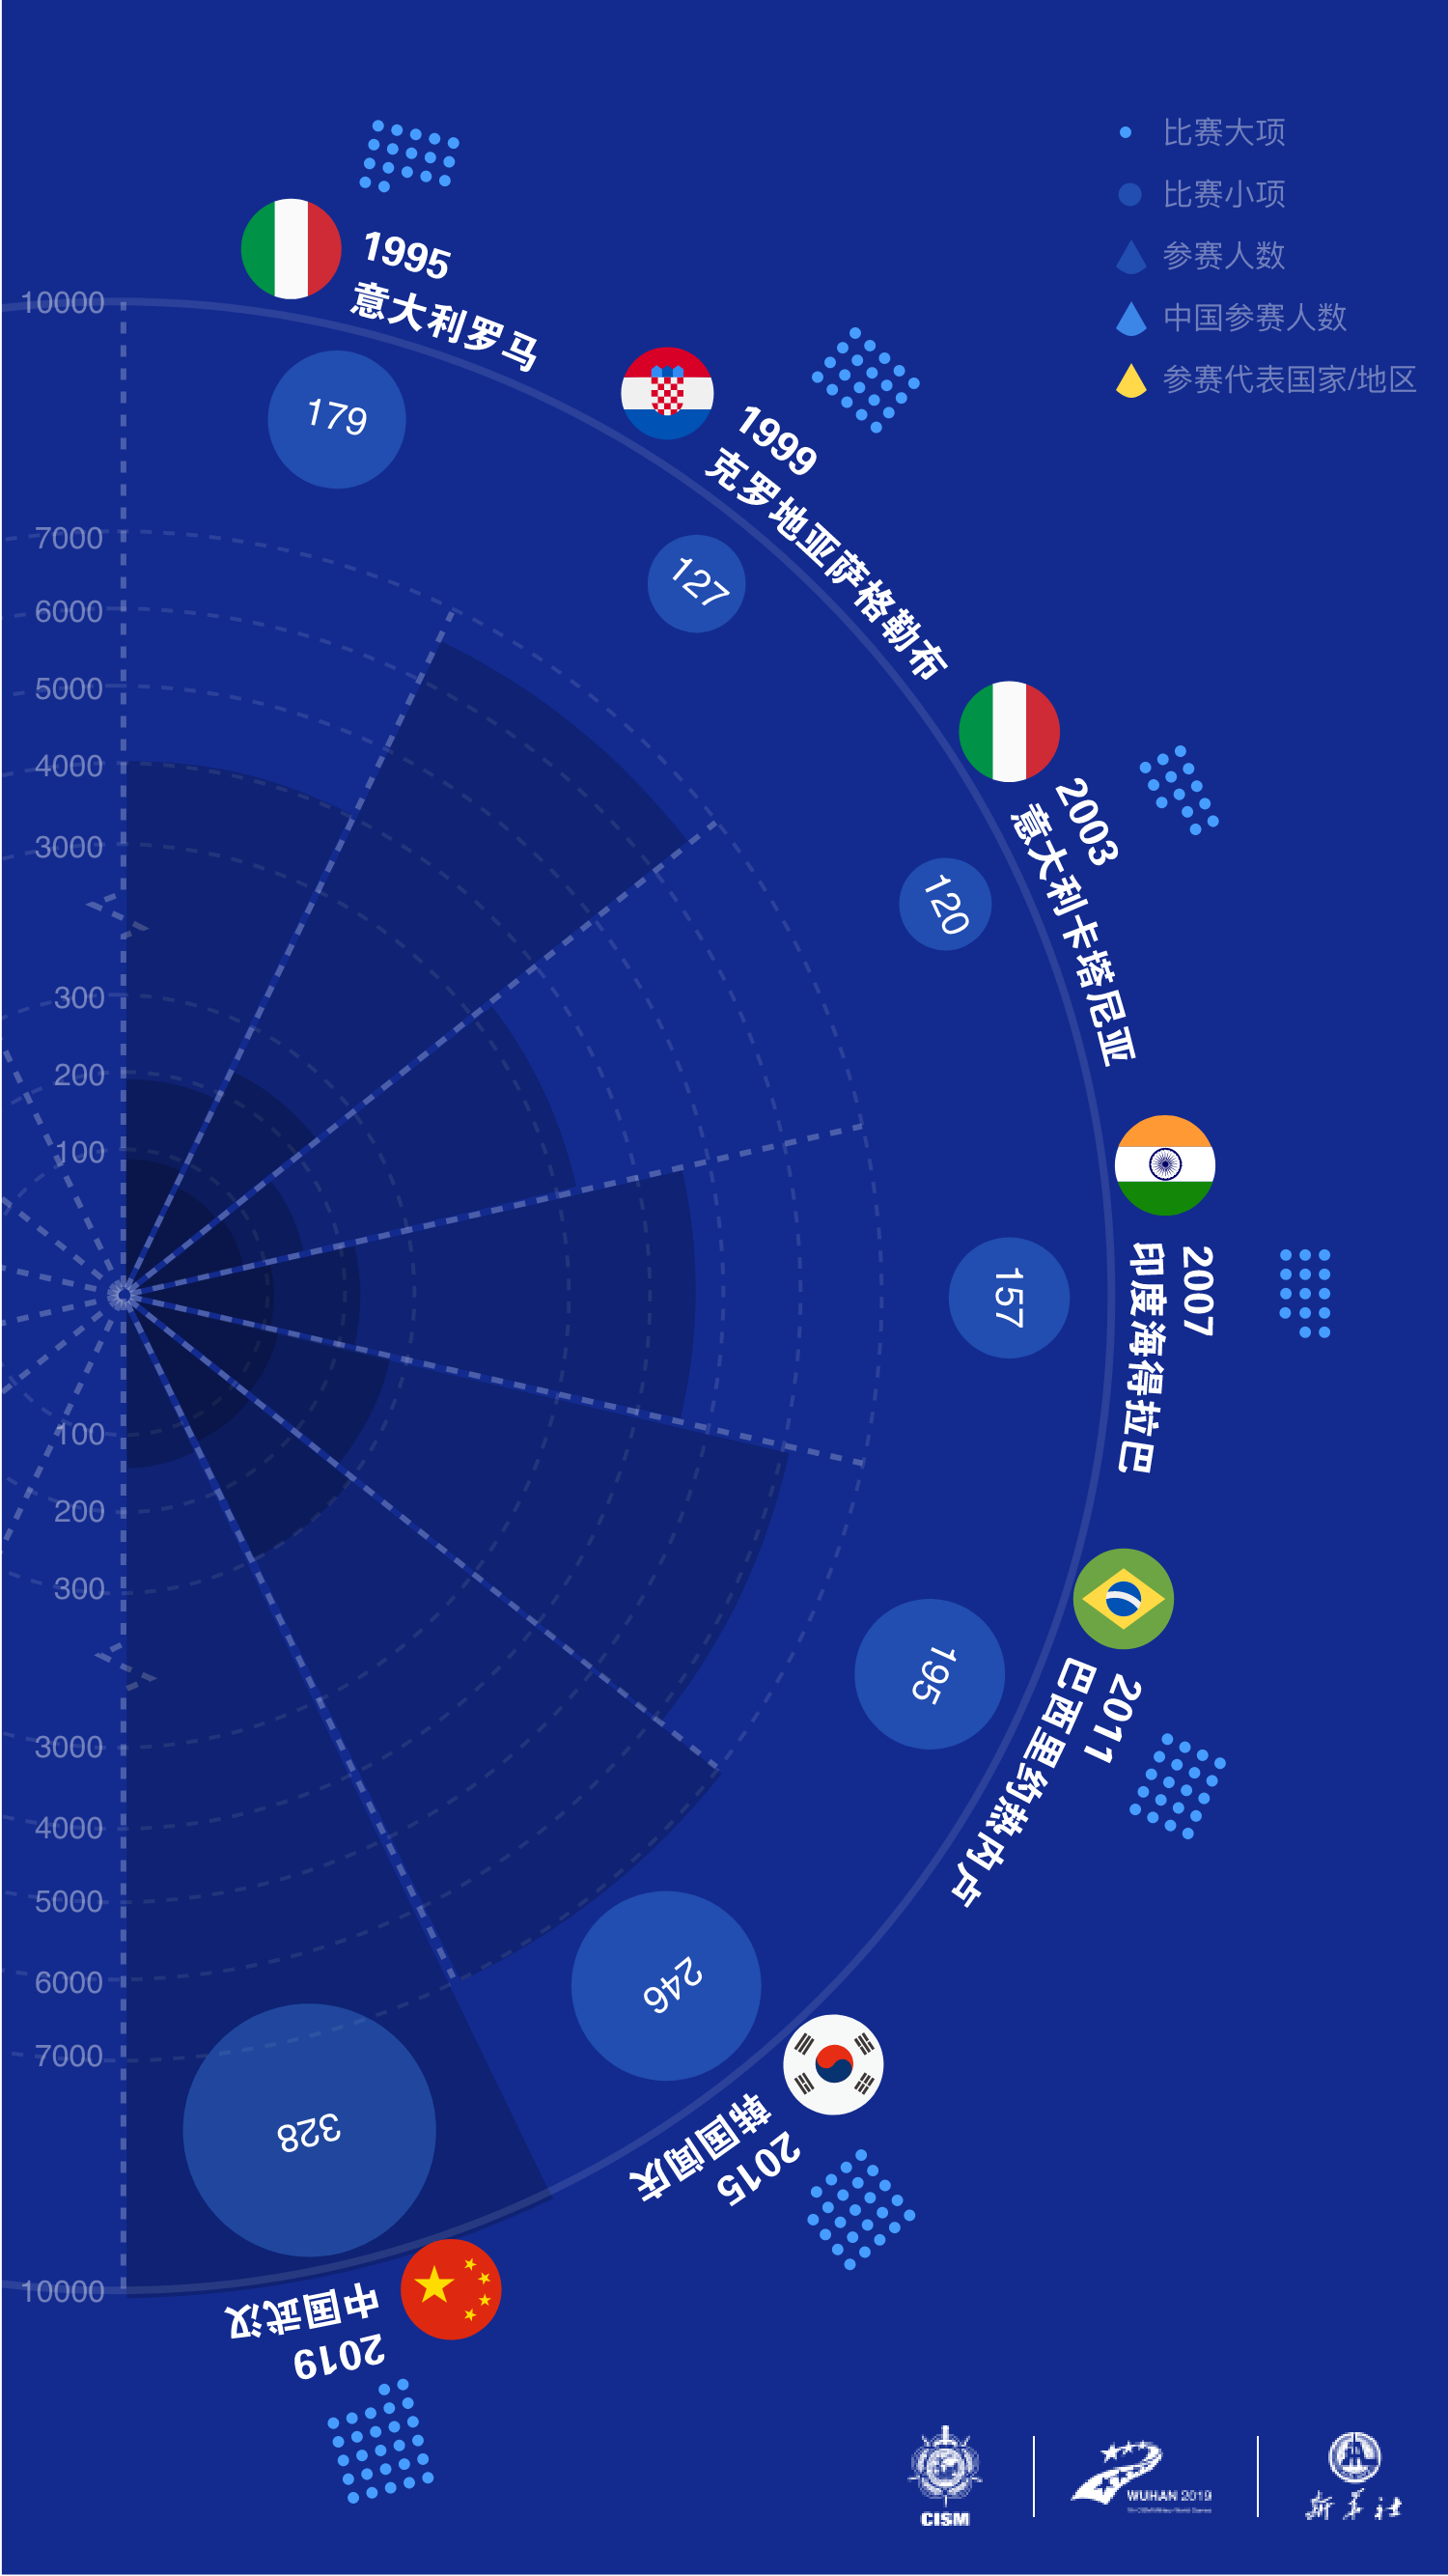 比赛大项
比赛小项
参赛人数
中国参赛人数
参赛代表国家/地区
1995
意大利罗马
179
1999
克罗地亚萨格勒布
127
2003
意大利卡塔尼亚
120
2007
印度海得拉巴
157
2011
巴西里约热内卢
195
2015
韩国闻庆
246
2019
中国武汉
328
10000
7000
6000
5000
4000
3000
300
200
100
100
200
300
3000
4000
5000
6000
7000
10000
CISM
WUHAN 2019
新华社